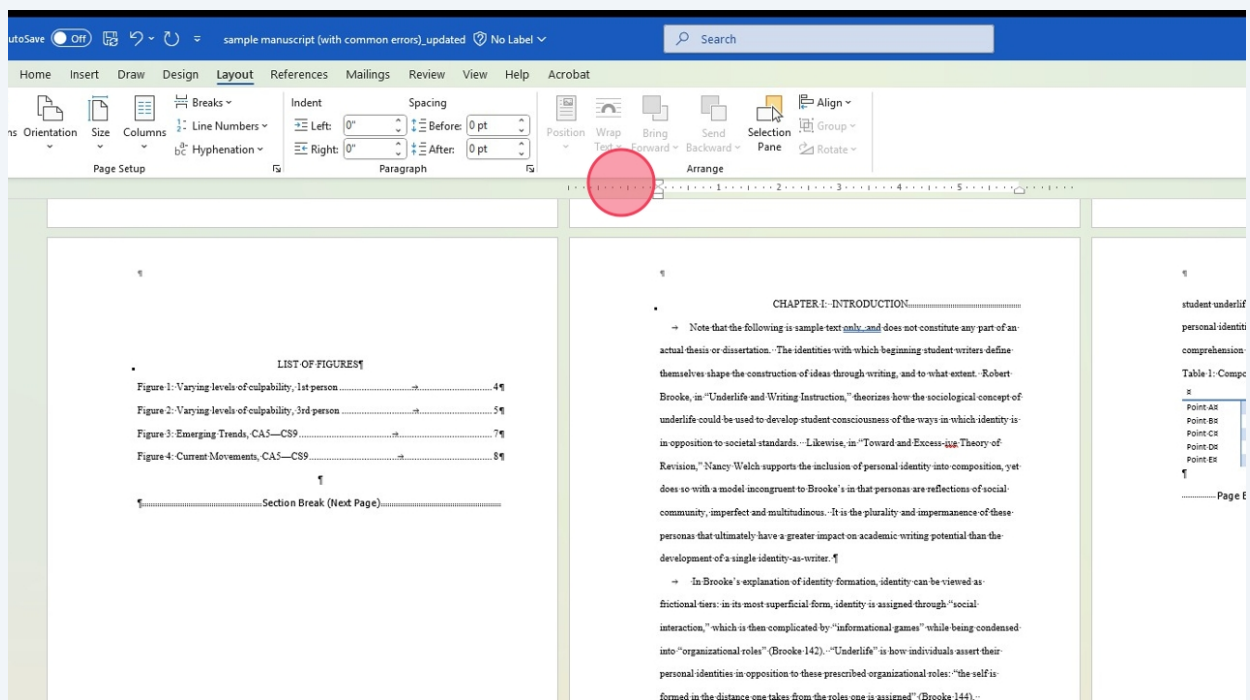 utoSave Off sample manuscript (with common errors)_updated No Label Search
Home Insert Draw Design Layout References Mailings Review View Help Acrobat
ns Orientation Size Columns Breaks Line Numbers Hyphenation
Page Setup
Indent Spacing
Left: 0" Before: 0 pt
Right: 0" After: 0 pt
Paragraph
Position Wrap Text Bring Forward Send Backward Selection Pane Align Group Rotate
Arrange
1 2 3 4 5
¶
LIST·OF·FIGURES¶
Figure·1:·Varying·levels·of·culpability,·1st·person → 4¶
Figure·2:·Varying·levels·of·culpability,·3rd·person → 5¶
Figure·3:·Emerging·Trends,·CA5—CS9 → 7¶
Figure·4:·Current·Movements,·CA5—CS9 → 8¶
¶
¶ Section Break (Next Page)
¶
CHAPTER·I:··INTRODUCTION
→ Note·that·the·following·is·sample·text·only,·and·does·not·constitute·any·part·of·an·
actual·thesis·or·dissertation.··The·identities·with·which·beginning·student·writers·define·
themselves·shape·the·construction·of·ideas·through·writing,·and·to·what·extent.··Robert·
Brooke,·in·“Underlife·and·Writing·Instruction,”·theorizes·how·the·sociological·concept·of·
underlife·could·be·used·to·develop·student·consciousness·of·the·ways·in·which·identity·is·
in·opposition·to·societal·standards.···Likewise,·in·“Toward·and·Excess-ive·Theory·of·
Revision,”·Nancy·Welch·supports·the·inclusion·of·personal·identity·into·composition,·yet·
does·so·with·a·model·incongruent·to·Brooke’s·in·that·personas·are·reflections·of·social·
community,·imperfect·and·multitudinous.··It·is·the·plurality·and·impermanence·of·these·
personas·that·ultimately·have·a·greater·impact·on·academic·writing·potential·than·the·
development·of·a·single·identity-as-writer.·¶
→ ·In·Brooke’s·explanation·of·identity·formation,·identity·can·be·viewed·as·
frictional·tiers:·in·its·most·superficial·form,·identity·is·assigned·through·“social·
interaction,”·which·is·then·complicated·by·“informational·games”·while·being·condensed·
into·“organizational·roles”·(Brooke·142).··“Underlife”·is·how·individuals·assert·their·
personal·identities·in·opposition·to·these·prescribed·organizational·roles:·“the·self·is·
formed·in·the·distance·one·takes·from·the·roles·one·is·assigned”·(Brooke·144).··
¶
student·underlif
personal·identiti
comprehension·
Table·1:·Compo
¤
Point·A¤
Point·B¤
Point·C¤
Point·D¤
Point·E¤
¶
Page B